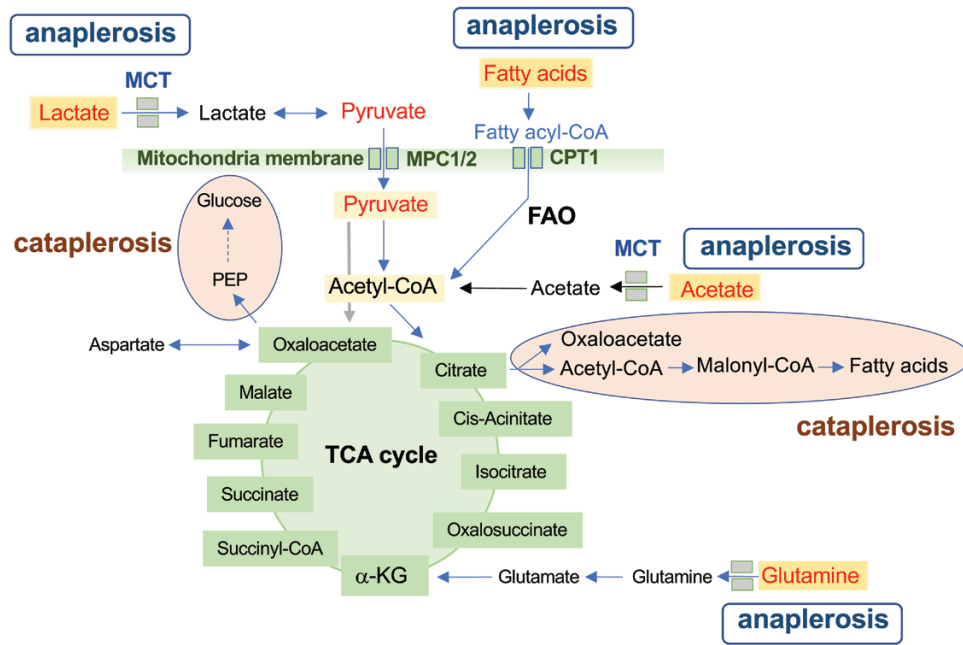 anaplerosis
anaplerosis
MCT
Fatty acids
Lactate
Lactate
Pyruvate
Fatty acyl-CoA
Mitochondria membrane
MPC1/2
CPT1
Glucose
Pyruvate
FAO
cataplerosis
MCT
anaplerosis
PEP
Acetyl-CoA
Acetate
Acetate
Aspartate
Oxaloacetate
Oxaloacetate
Citrate
Acetyl-CoA
Malonyl-CoA
Fatty acids
Malate
Cis-Acinitate
cataplerosis
Fumarate
TCA cycle
Isocitrate
Succinate
Oxalosuccinate
Succinyl-CoA
α-KG
Glutamate
Glutamine
Glutamine
anaplerosis